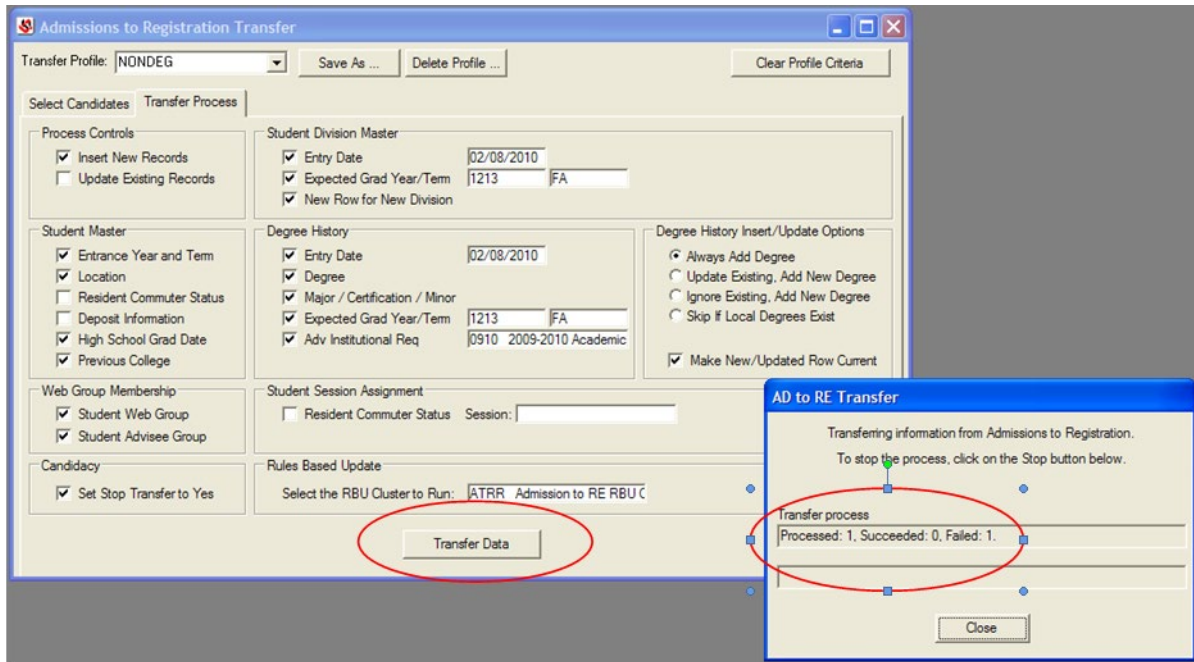 Admissions to Registration Transfer
Transfer Profile: NONDEG Save As ... Delete Profile ... Clear Profile Criteria
Select Candidates Transfer Process
Process Controls
Insert New Records
Update Existing Records
Student Division Master
Entry Date 02/08/2010
Expected Grad Year/Term 1213 FA
New Row for New Division
Student Master
Entrance Year and Term
Location
Resident Commuter Status
Deposit Information
High School Grad Date
Previous College
Degree History
Entry Date 02/08/2010
Degree
Major / Certification / Minor
Expected Grad Year/Term 1213 FA
Adv Institutional Req 0910 2009-2010 Academic
Degree History Insert/Update Options
Always Add Degree
Update Existing, Add New Degree
Ignore Existing, Add New Degree
Skip If Local Degrees Exist
Make New/Updated Row Current
Web Group Membership
Student Web Group
Student Advisee Group
Student Session Assignment
Resident Commuter Status Session:
Candidacy
Set Stop Transfer to Yes
Rules Based Update
Select the RBU Cluster to Run: ATRR Admission to RE RBU C
Transfer Data
AD to RE Transfer
Transferring information from Admissions to Registration.
To stop the process, click on the Stop button below.
Transfer process
Processed: 1, Succeeded: 0, Failed: 1.
Close